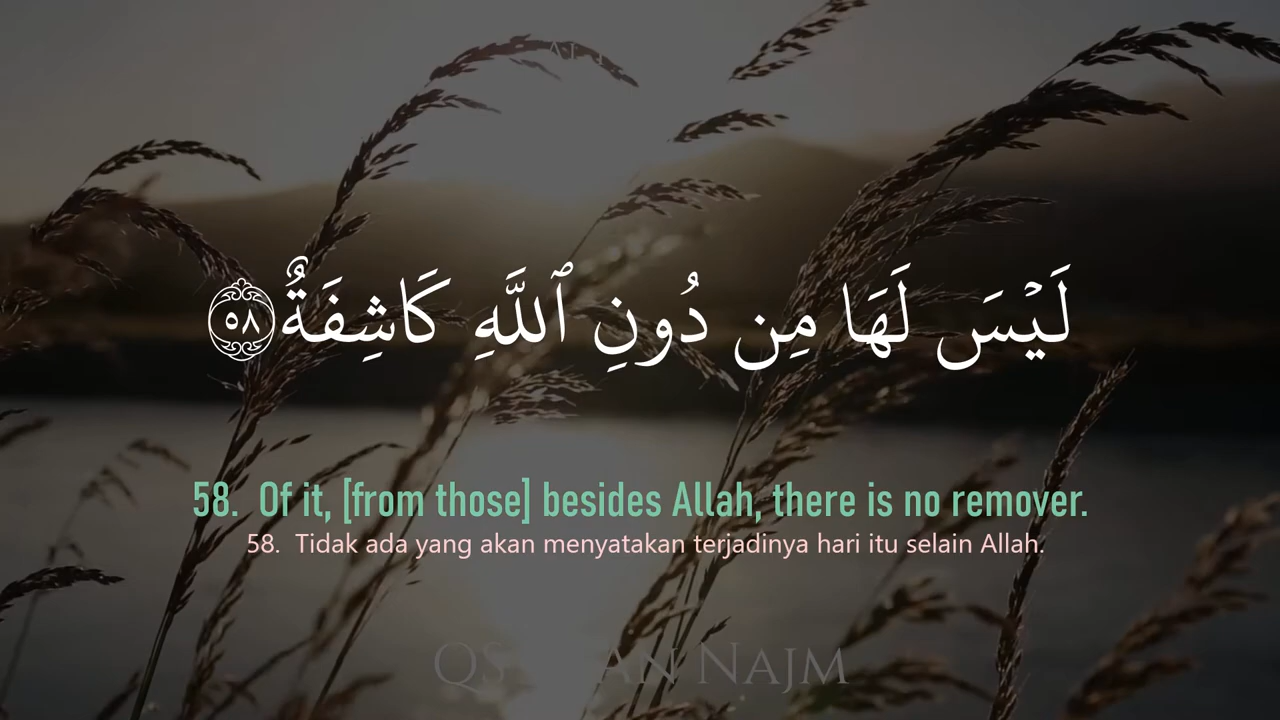 لَيْسَ لَهَا مِن دُونِ ٱللَّهِ كَاشِفَةٌ ٥٨
58. Of it, [from those] besides Allah, there is no remover.
58. Tidak ada yang akan menyatakan terjadinya hari itu selain Allah.
QS Najm